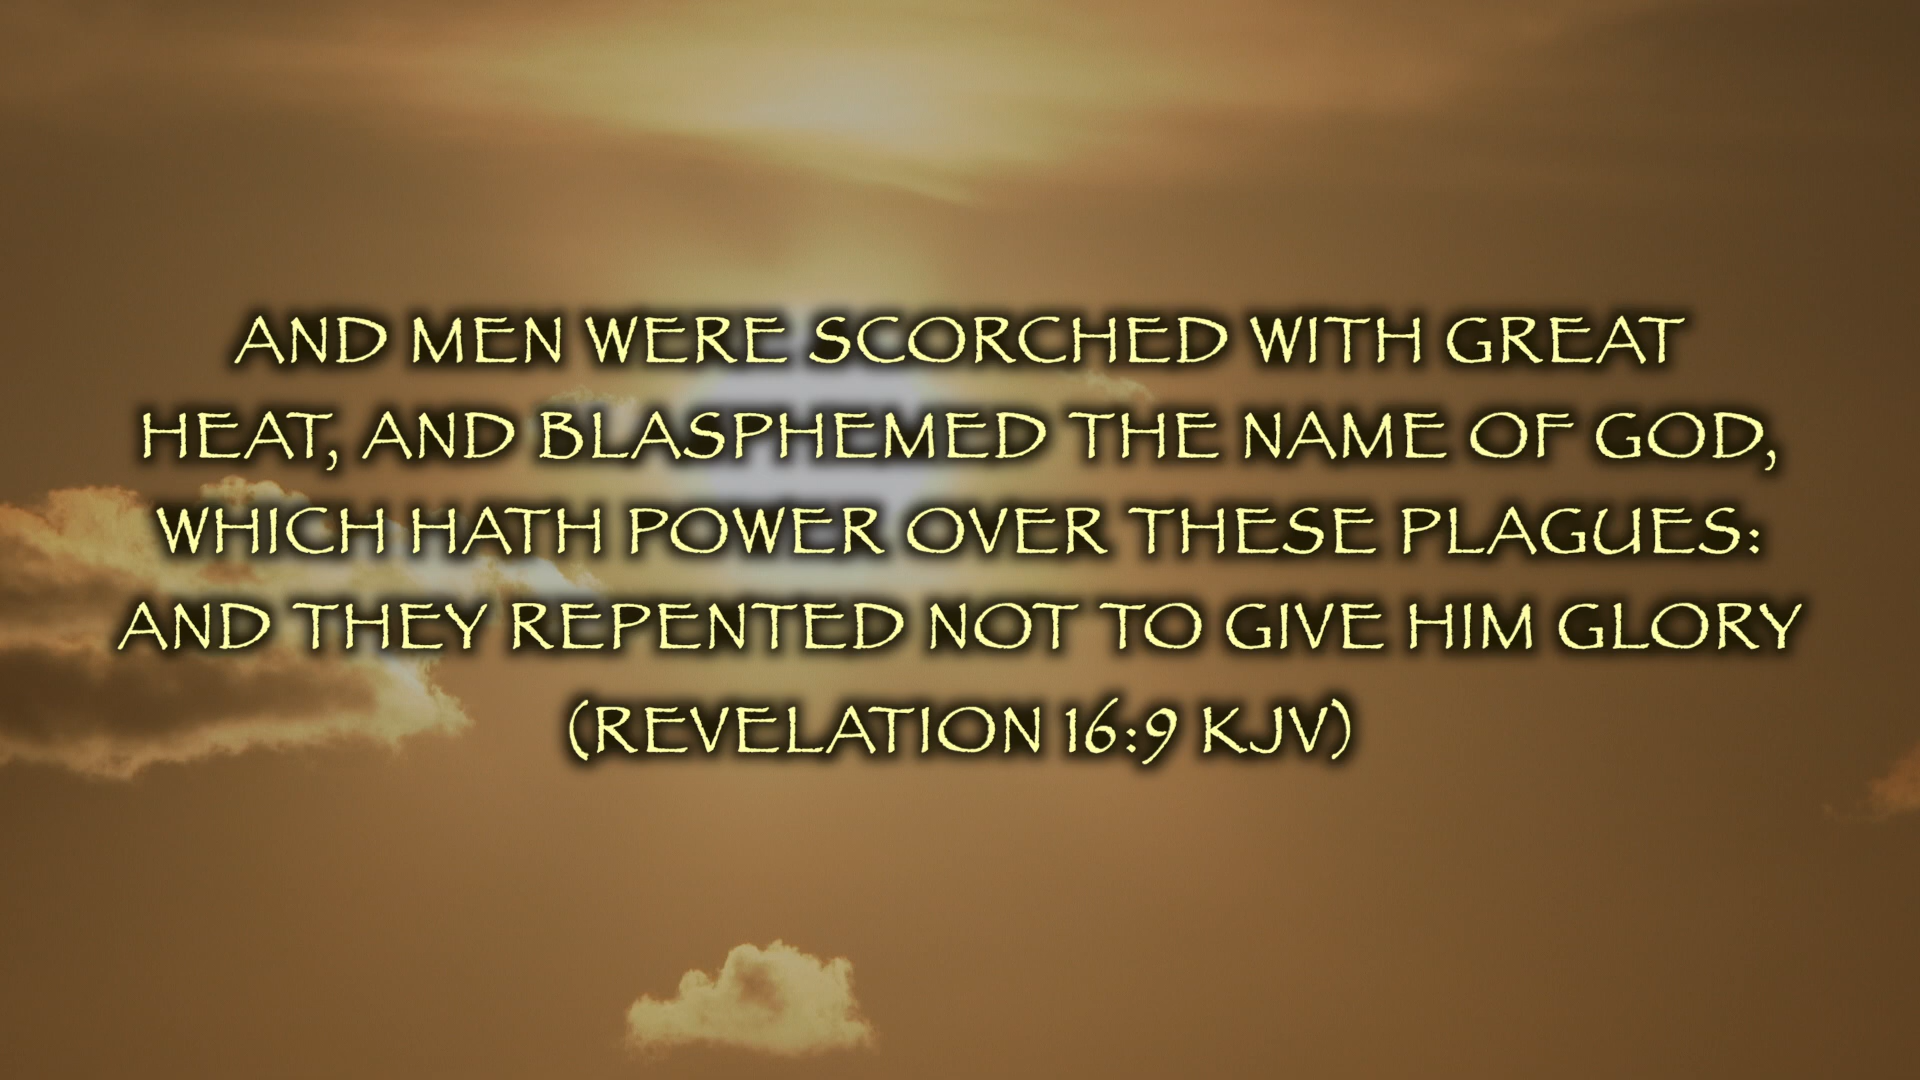 AND MEN WERE SCORCHED WITH GREAT
HEAT, AND BLASPHEMED THE NAME OF GOD,
WHICH HATH POWER OVER THESE PLAGUES:
AND THEY REPENTED NOT TO GIVE HIM GLORY
(REVELATION 16:9 KJV)